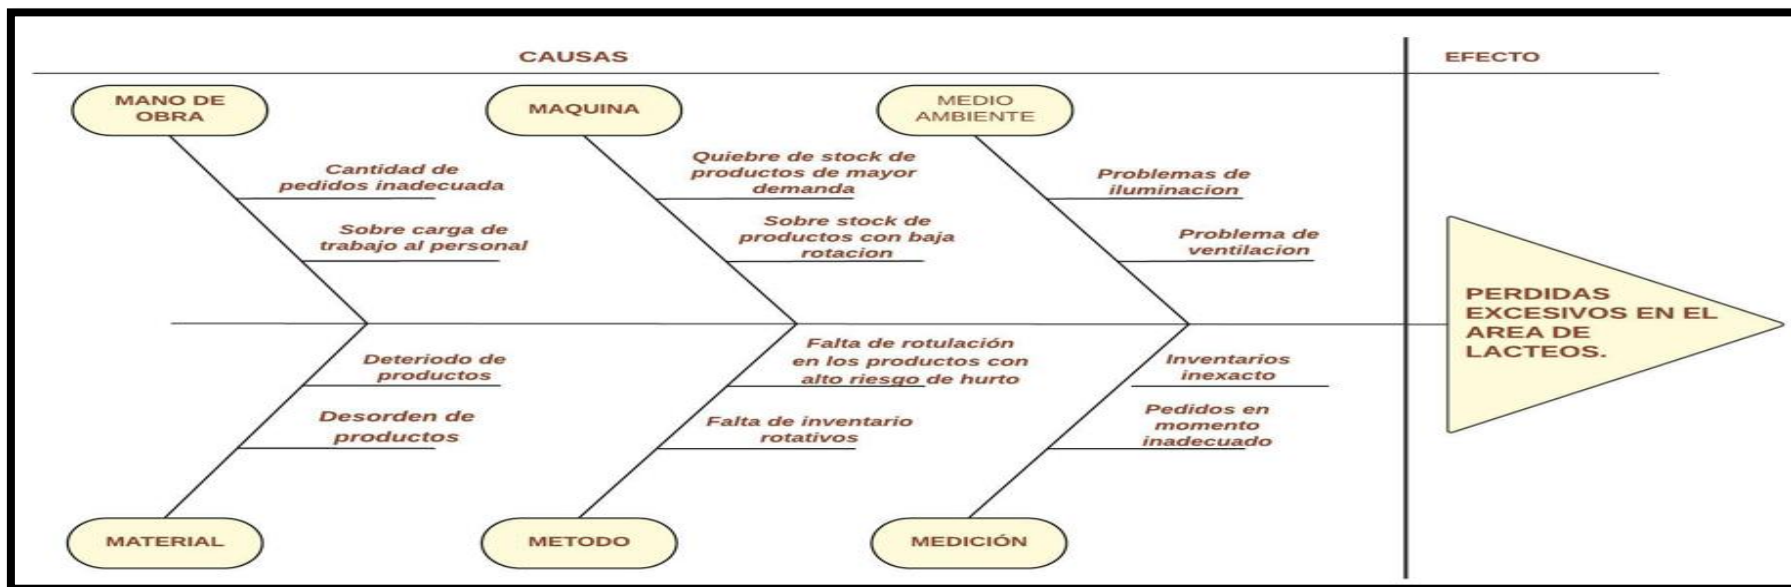 CAUSAS
EFECTO
MANO DE
OBRA
MAQUINA
MEDIO
AMBIENTE
Cantidad de
pedidos inadecuada
Sobre carga de
trabajo al personal
Quiebre de stock de
productos de mayor
demanda
Sobre stock de
productos con baja
rotacion
Problemas de
iluminacion
Problema de
ventilacion
PERDIDAS
EXCESIVOS EN EL
AREA DE
LACTEOS.
Deteriodo de
productos
Desorden de
productos
Falta de rotulación
en los productos con
alto riesgo de hurto
Falta de inventario
rotativos
Inventarios
inexacto
Pedidos en
momento
inadecuado
MATERIAL
METODO
MEDICIÓN